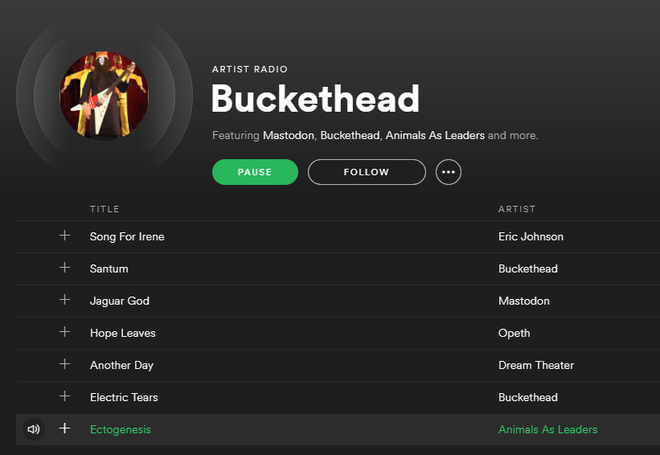 ARTIST RADIO
Buckethead
Featuring Mastodon, Buckethead, Animals As Leaders and more.
PAUSE FOLLOW
TITLE ARTIST
Song For Irene Eric Johnson
Santum Buckethead
Jaguar God Mastodon
Hope Leaves Opeth
Another Day Dream Theater
Electric Tears Buckethead
Ectogenesis Animals As Leaders